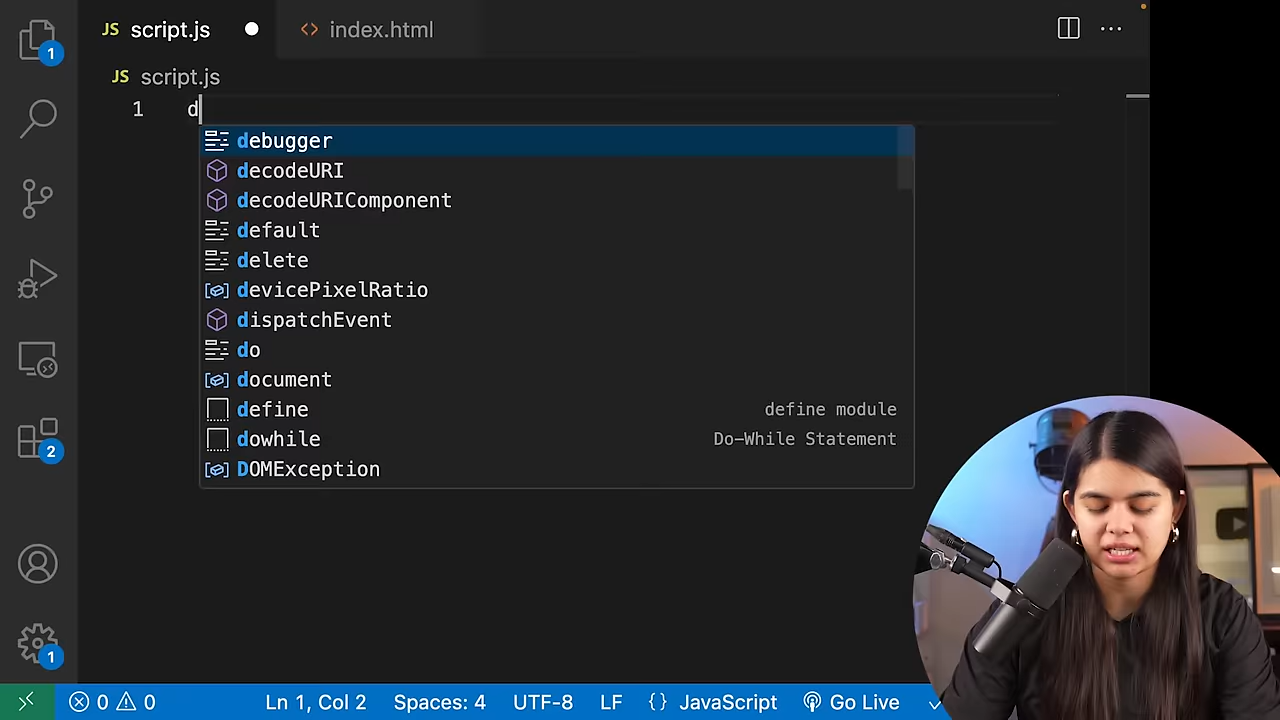 1
JS script.js
<> index.html
...
JS script.js
1 d
debugger
decodeURI
decodeURIComponent
default
delete
devicePixelRatio
dispatchEvent
do
document
define define module
dowhile Do-While Statement
DOMException
2
1
0 0 Ln 1, Col 2 Spaces: 4 UTF-8 LF {} JavaScript Go Live